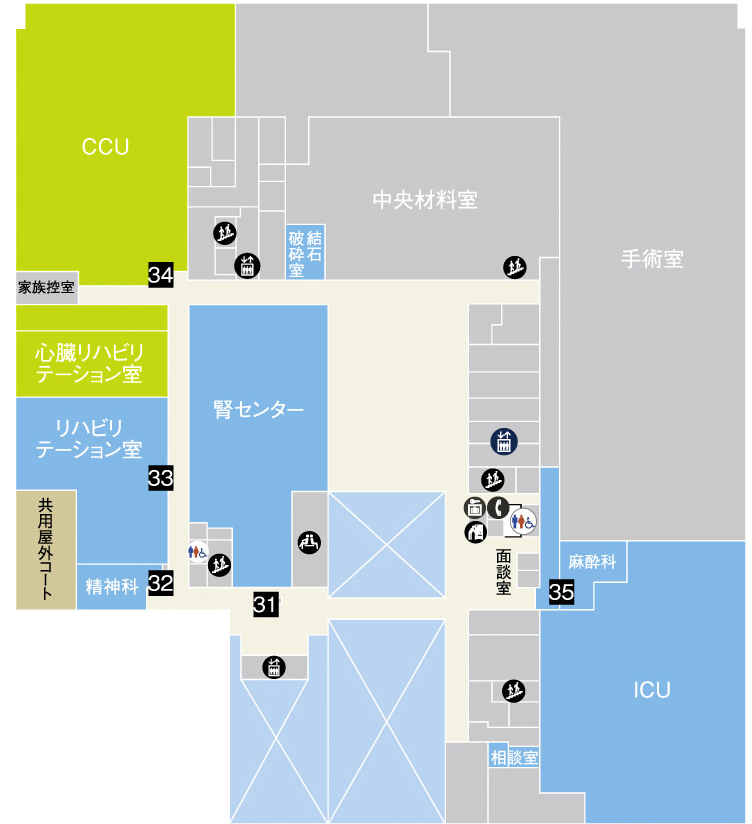 CCU
中央材料室
手術室
結石
破砕室
34
家族控室
心臓リハビリ
テーション室
腎センター
リハビリ
テーション室
33
共用屋外コート
面談室
麻酔科
精神科
32
31
35
ICU
相談室